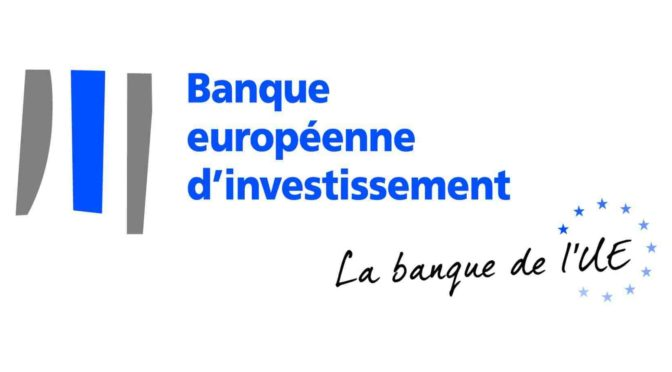 Banque
européenne
d'investissement
La banque de l'UE